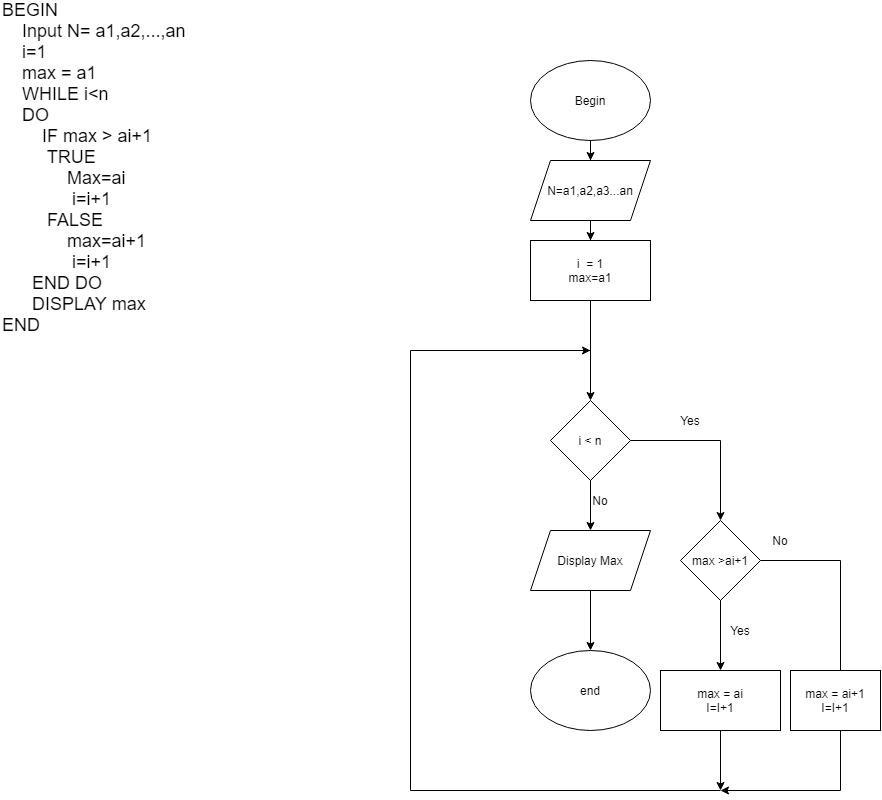 BEGIN
Input N= a1,a2,...,an
i=1
max = a1
WHILE i<n
DO
IF max > ai+1
TRUE
Max=ai
i=i+1
FALSE
max=ai+1
i=i+1
END DO
DISPLAY max
END
Begin
N=a1,a2,a3...an
i = 1
max=a1
i < n
Yes
No
Display Max
end
max >ai+1
No
Yes
max = ai
I=I+1
max = ai+1
I=I+1